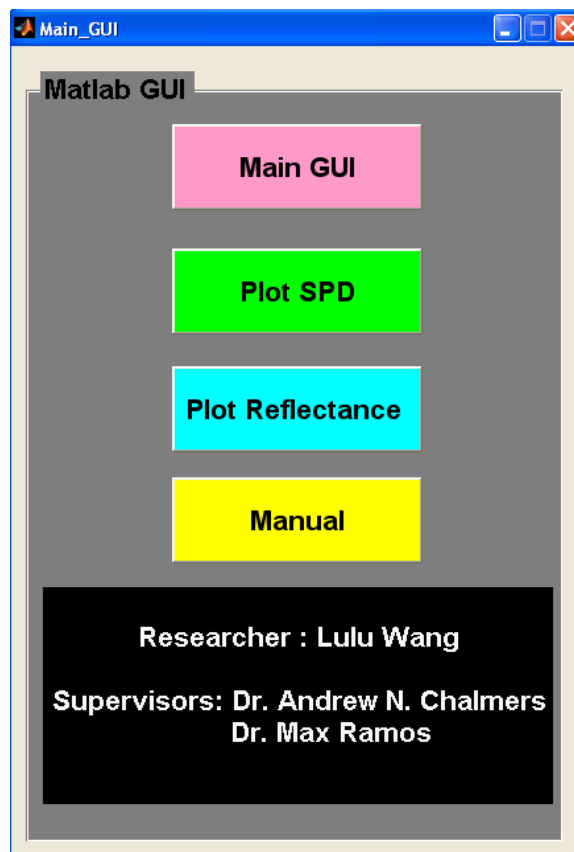 Main_GUI
Matlab GUI
Main GUI
Plot SPD
Plot Reflectance
Manual
Researcher : Lulu Wang
Supervisors: Dr. Andrew N. Chalmers
Dr. Max Ramos